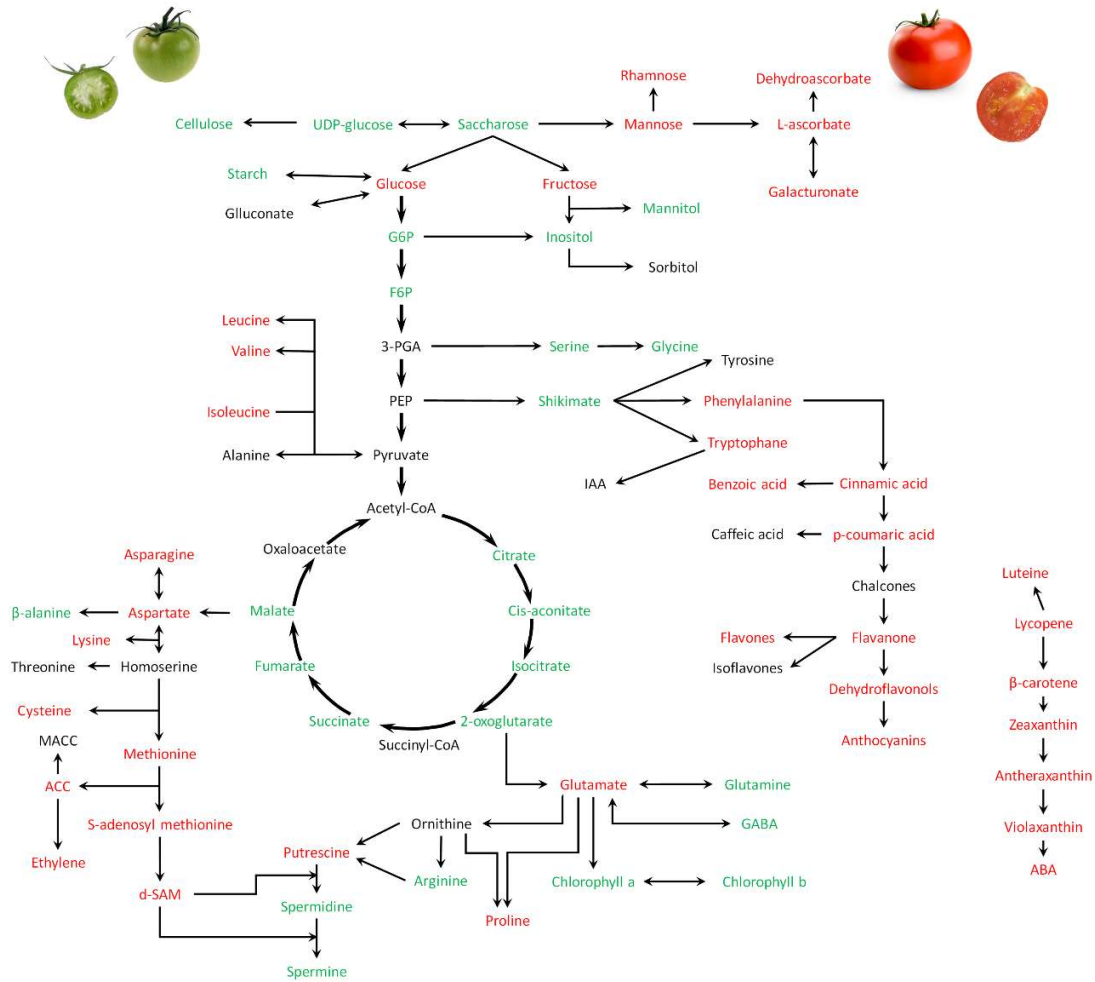 Rhamnose
Dehydroascorbate
Cellulose
UDP-glucose
Saccharose
Mannose
L-ascorbate
Starch
Glucose
Fructose
Galacturonate
Glluconate
Mannitol
G6P
Inositol
Sorbitol
F6P
Leucine
Valine
3-PGA
Serine
Glycine
Tyrosine
Isoleucine
PEP
Shikimate
Phenylalanine
Tryptophane
Alanine
Pyruvate
IAA
Benzoic acid
Cinnamic acid
Acetyl-CoA
Caffeic acid
p-coumaric acid
Oxaloacetate
Asparagine
Citrate
Luteine
Chalcones
β-alanine
Aspartate
Malate
Cis-aconitate
Lycopene
Lysine
Flavones
Flavanone
Threonine
Homoserine
Fumarate
Isocitrate
Isoflavones
β-carotene
Dehydroflavonols
Cysteine
Succinate
2-oxoglutarate
Zeaxanthin
MACC
Succinyl-CoA
Anthocyanins
Methionine
Antheraxanthin
ACC
Glutamate
Glutamine
S-adenosyl methionine
Ornithine
GABA
Violaxanthin
Putrescine
Ethylene
ABA
Arginine
Chlorophyll a
Chlorophyll b
d-SAM
Spermidine
Proline
Spermine